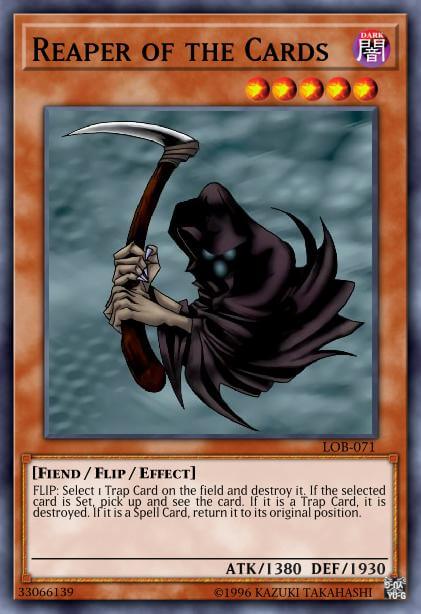 REAPER OF THE CARDS
DARK
闇
LOB-071
[FIEND / FLIP / EFFECT]
FLIP: Select 1 Trap Card on the field and destroy it. If the selected
card is Set, pick up and see the card. If it is a Trap Card, it is
destroyed. If it is a Spell Card, return it to its original position.
ATK/1380 DEF/1930
33066139
©1996 KAZUKI TAKAHASHI